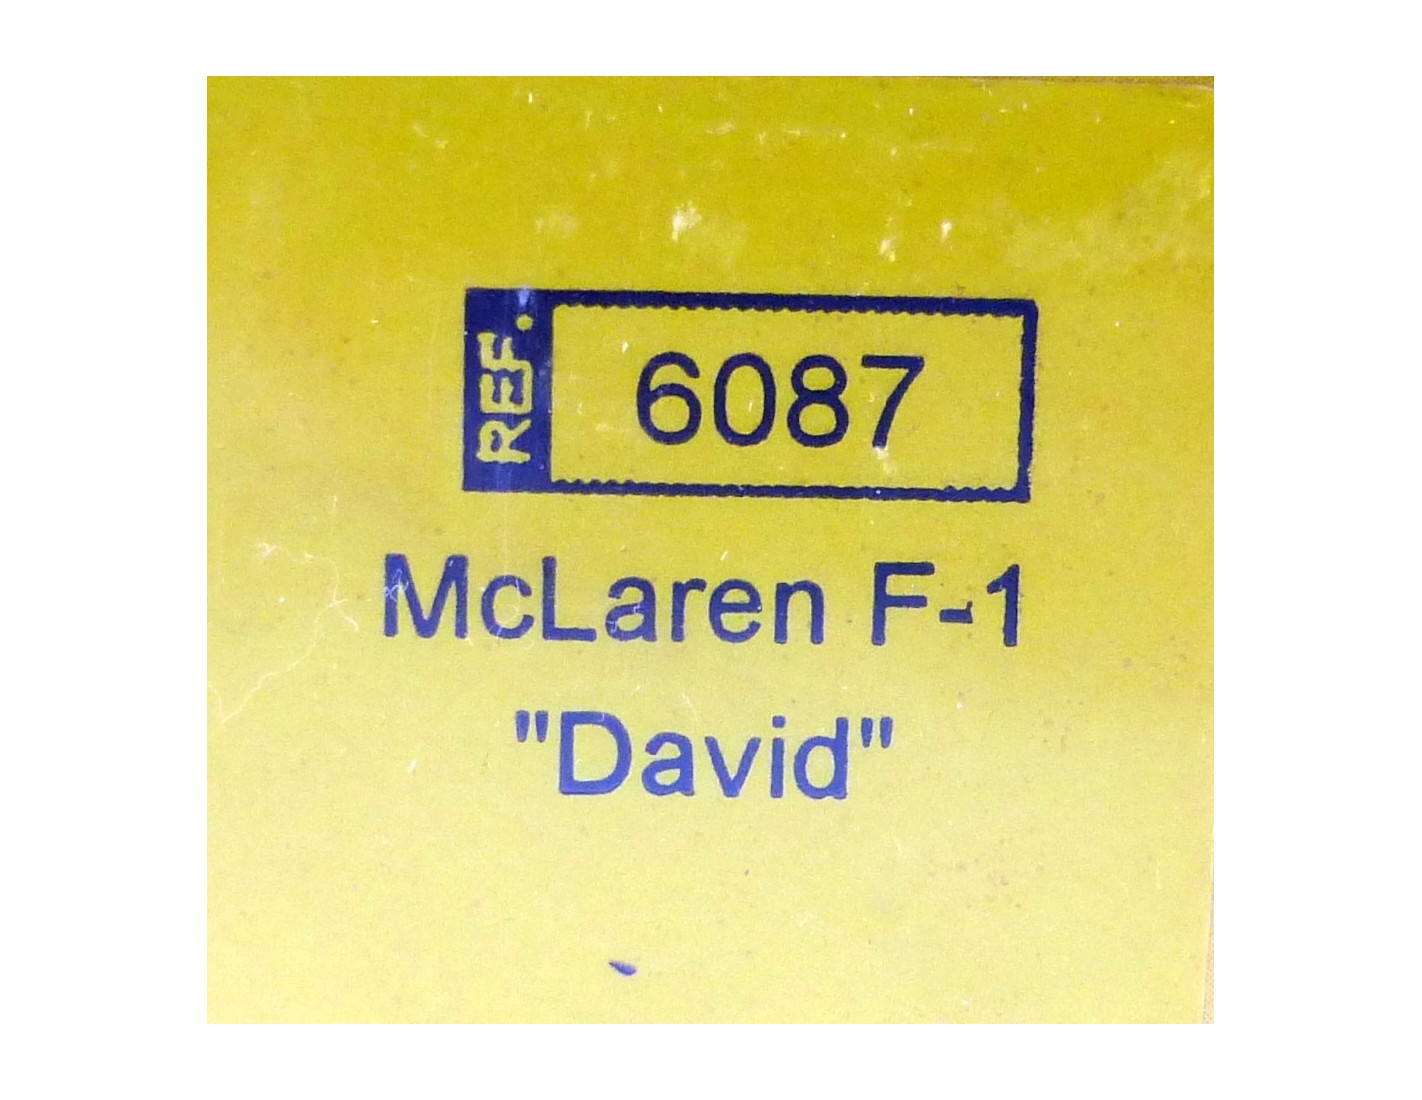 REF. 6087
McLaren F-1
"David"